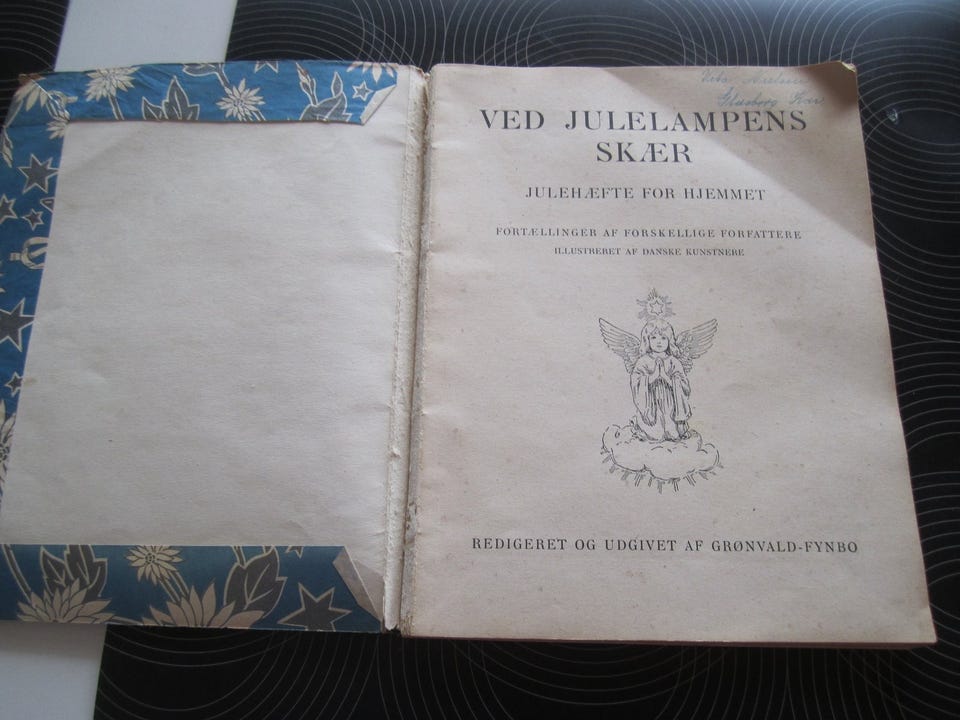 Nielsen
VED JULELAMPENS
SKÆR
JULEHÆFTE FOR HJEMMET
FORTÆLLINGER AF FORSKELLIGE FORFATTERE
ILLUSTRERET AF DANSKE KUNSTNERE
REDIGERET OG UDGIVET AF GRØNVALD-FYNBO